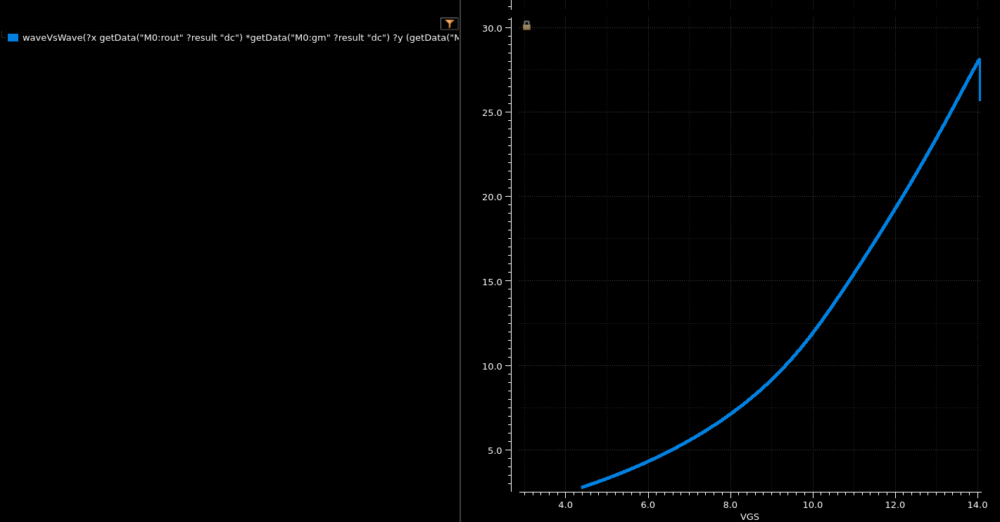 waveVsWave(?x getData("M0:rout" ?result "dc") *getData("M0:gm" ?result "dc") ?y (getData("M
30.0
25.0
20.0
15.0
10.0
5.0
4.0 6.0 8.0 10.0 12.0 14.0
VGS